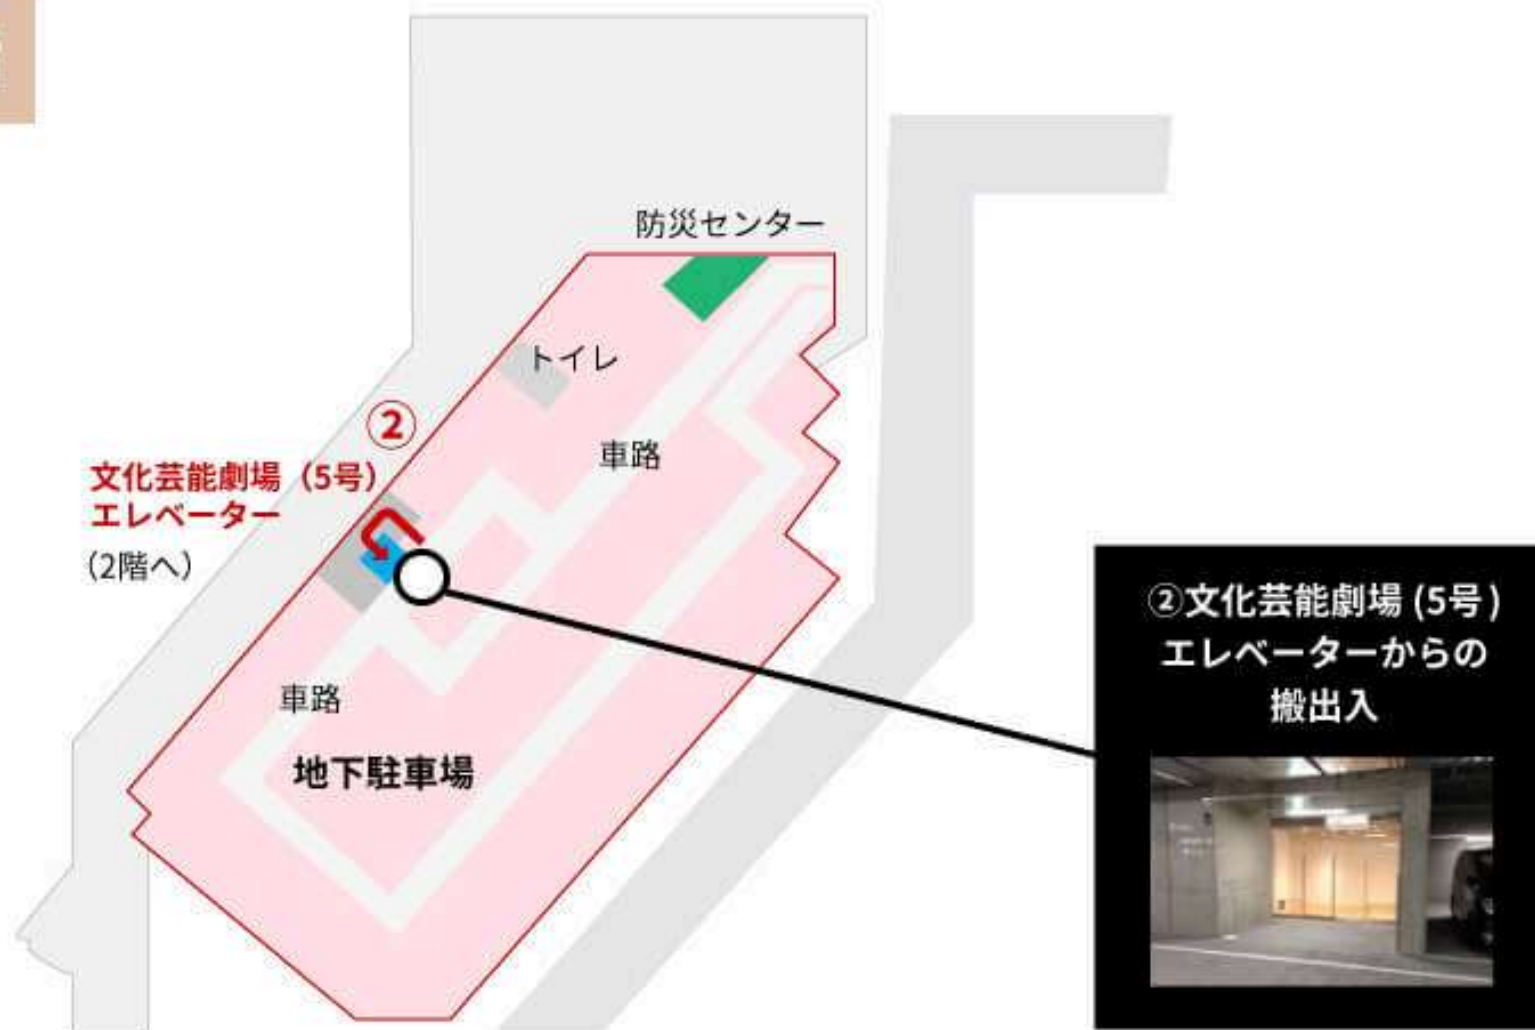 防災センター
トイレ
②
車路
文化芸能劇場（5号）
エレベーター
（2階へ）
車路
地下駐車場
②文化芸能劇場 (5号)
エレベーターからの
搬出入